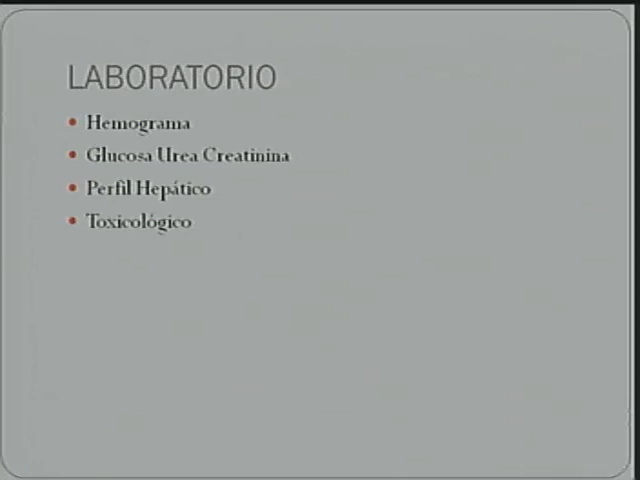 LABORATORIO
Hemograma
Glucosa Urea Creatinina
Perfil Hepático
Toxicológico